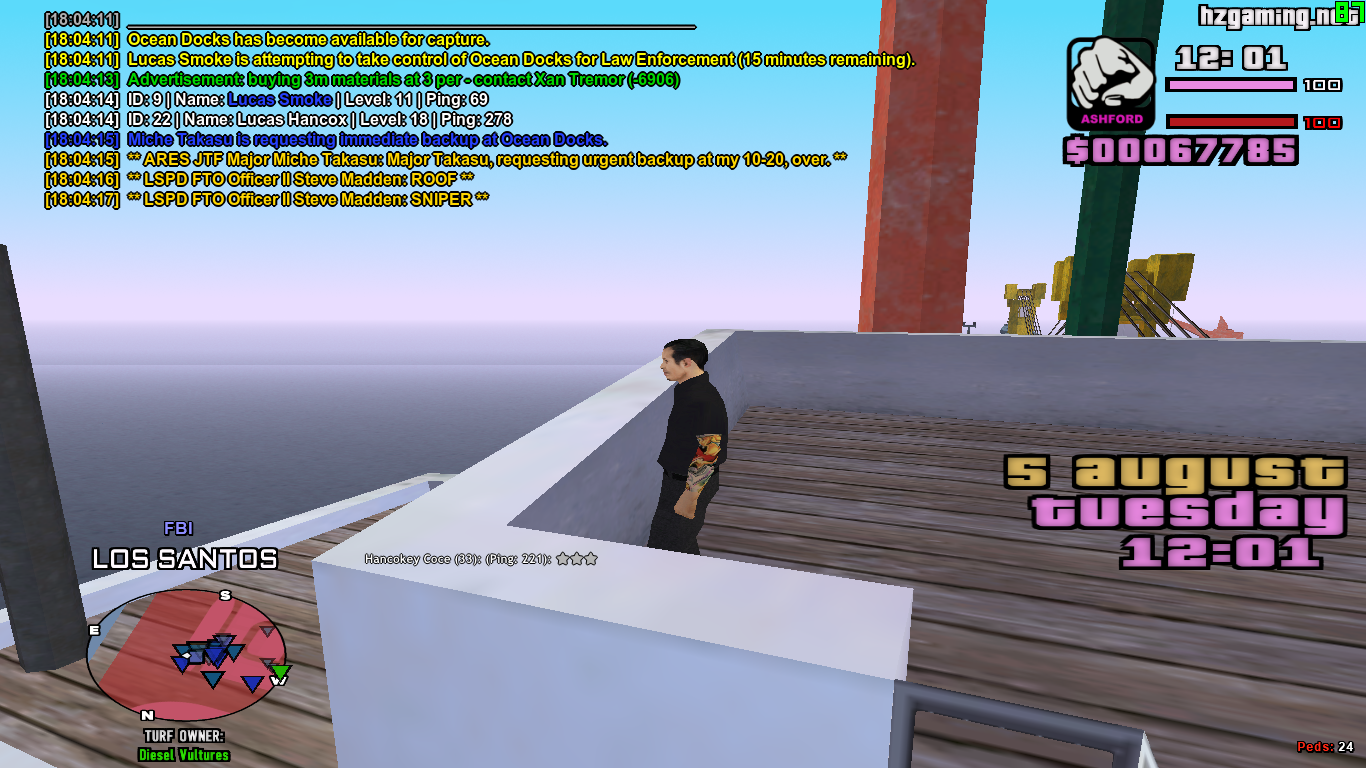 [18:04:11] ______________________________
[18:04:11] Ocean Docks has become available for capture.
[18:04:11] Lucas Smoke is attempting to take control of Ocean Docks for Law Enforcement (15 minutes remaining).
[18:04:13] Advertisement: buying 3m materials at 3 per - contact Xan Tremor (-6906)
[18:04:14] ID: 9 | Name: Lucas Smoke | Level: 11 | Ping: 69
[18:04:14] ID: 22 | Name: Lucas Hancox | Level: 18 | Ping: 278
[18:04:15] Miche Takasu is requesting immediate backup at Ocean Docks.
[18:04:15] ** ARES JTF Major Miche Takasu: Major Takasu, requesting urgent backup at my 10-20, over. **
[18:04:16] ** LSPD FTO Officer II Steve Madden: ROOF **
[18:04:17] ** LSPD FTO Officer II Steve Madden: SNIPER **
hzgaming.net
87
12:01
100
ASHFORD
100
$00067785
5 august
tuesday
12:01
FBI
LOS SANTOS
Hancokey Coce (33): (Ping: 221):
S
E
W
N
TURF OWNER:
Diesel Vultures
Peds: 24